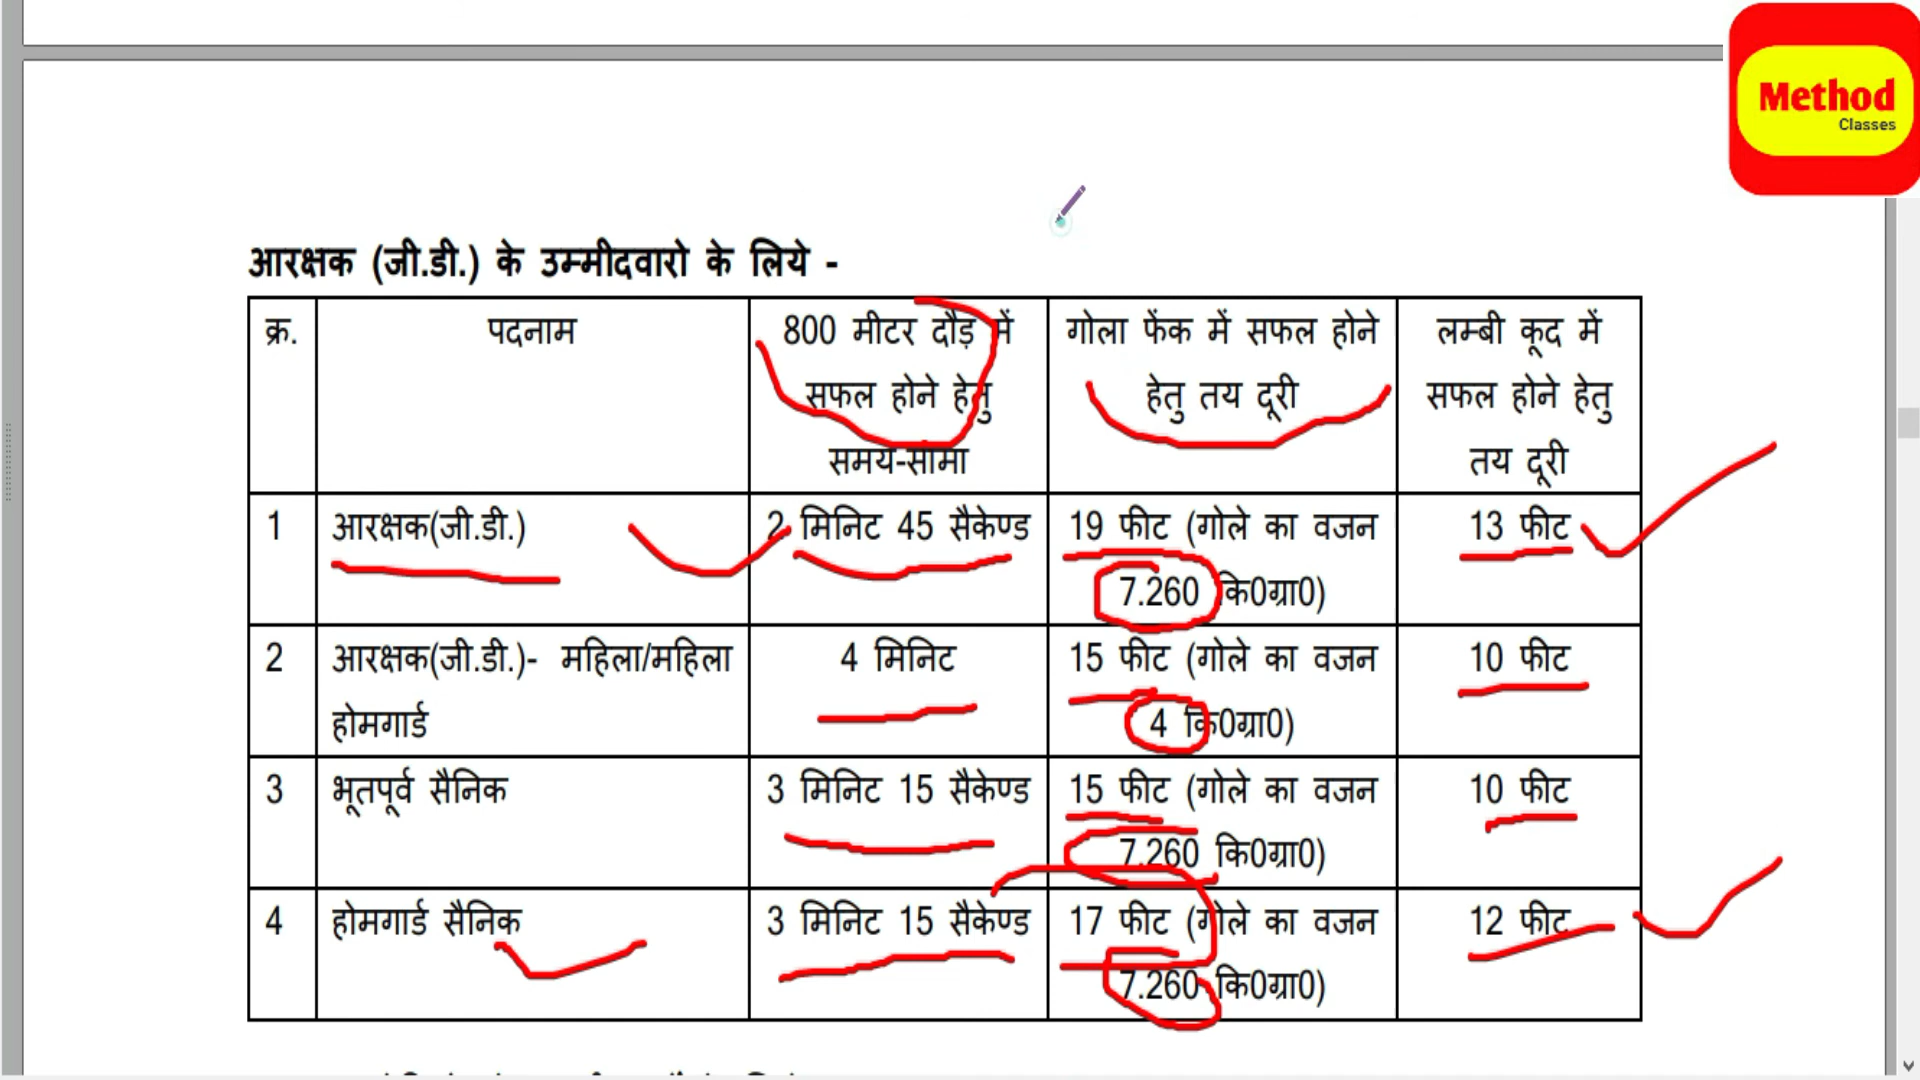 Method
Classes
आरक्षक (जी.डी.) के उम्मीदवारो के लिये -
क्र. पदनाम 800 मीटर दौड़ में गोला फेंक में सफल होने लम्बी कूद में
सफल होने हेतु हेतु तय दूरी सफल होने हेतु
समय-सीमा तय दूरी
1 आरक्षक(जी.डी.) 2 मिनिट 45 सैकेण्ड 19 फीट (गोले का वजन 13 फीट
7.260 कि0ग्रा0)
2 आरक्षक(जी.डी.)- महिला/महिला 4 मिनिट 15 फीट (गोले का वजन 10 फीट
होमगार्ड 4 कि0ग्रा0)
3 भूतपूर्व सैनिक 3 मिनिट 15 सैकेण्ड 15 फीट (गोले का वजन 10 फीट
7.260 कि0ग्रा0)
4 होमगार्ड सैनिक 3 मिनिट 15 सैकेण्ड 17 फीट (गोले का वजन 12 फीट
7.260 कि0ग्रा0)